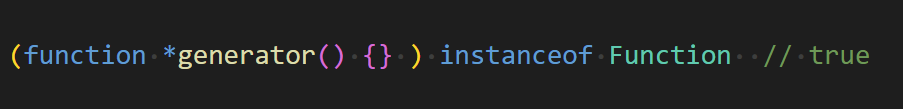 (function *generator() {} ) instanceof Function  // true